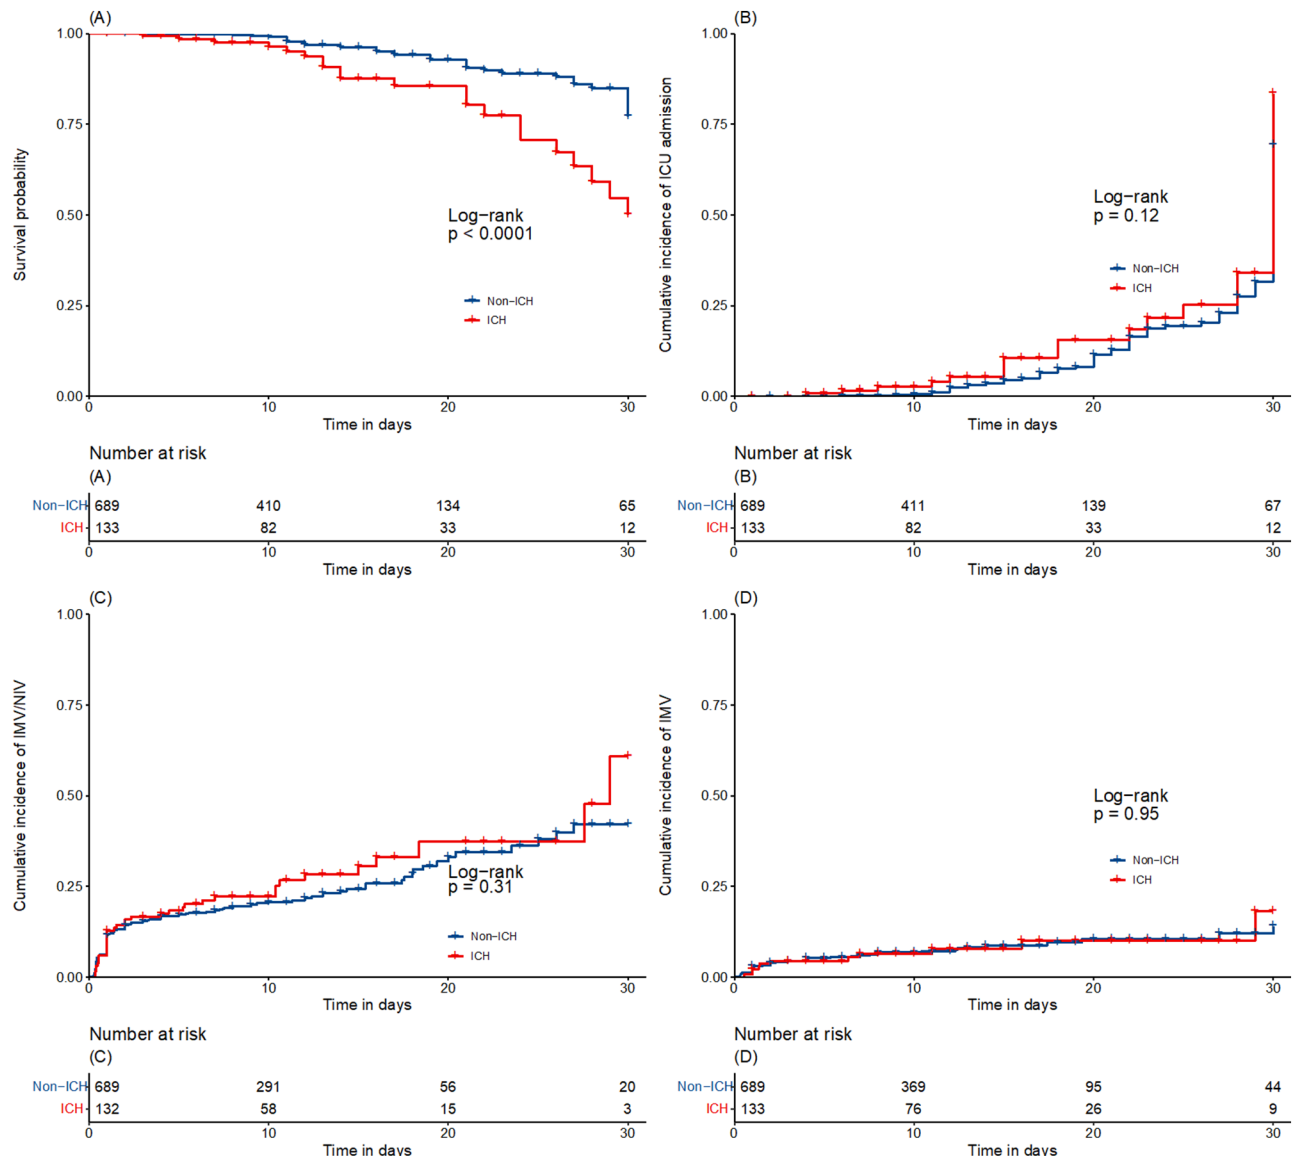 (A)
1.00
0.75
0.50
0.25
0.00
Survival probability
Log-rank
p < 0.0001
Non-ICH
ICH
0 10 20 30
Time in days
Number at risk
(A)
Non-ICH 689 410 134 65
ICH 133 82 33 12
0 10 20 30
Time in days
(B)
1.00
0.75
0.50
0.25
0.00
Cumulative incidence of ICU admission
Log-rank
p = 0.12
Non-ICH
ICH
0 10 20 30
Time in days
Number at risk
(B)
Non-ICH 689 411 139 67
ICH 133 82 33 12
0 10 20 30
Time in days
(C)
1.00
0.75
0.50
0.25
0.00
Cumulative incidence of IMV/NIV
Log-rank
p = 0.31
Non-ICH
ICH
0 10 20 30
Time in days
Number at risk
(C)
Non-ICH 689 291 56 20
ICH 132 58 15 3
0 10 20 30
Time in days
(D)
1.00
0.75
0.50
0.25
0.00
Cumulative incidence of IMV
Log-rank
p = 0.95
Non-ICH
ICH
0 10 20 30
Time in days
Number at risk
(D)
Non-ICH 689 369 95 44
ICH 133 76 26 9
0 10 20 30
Time in days